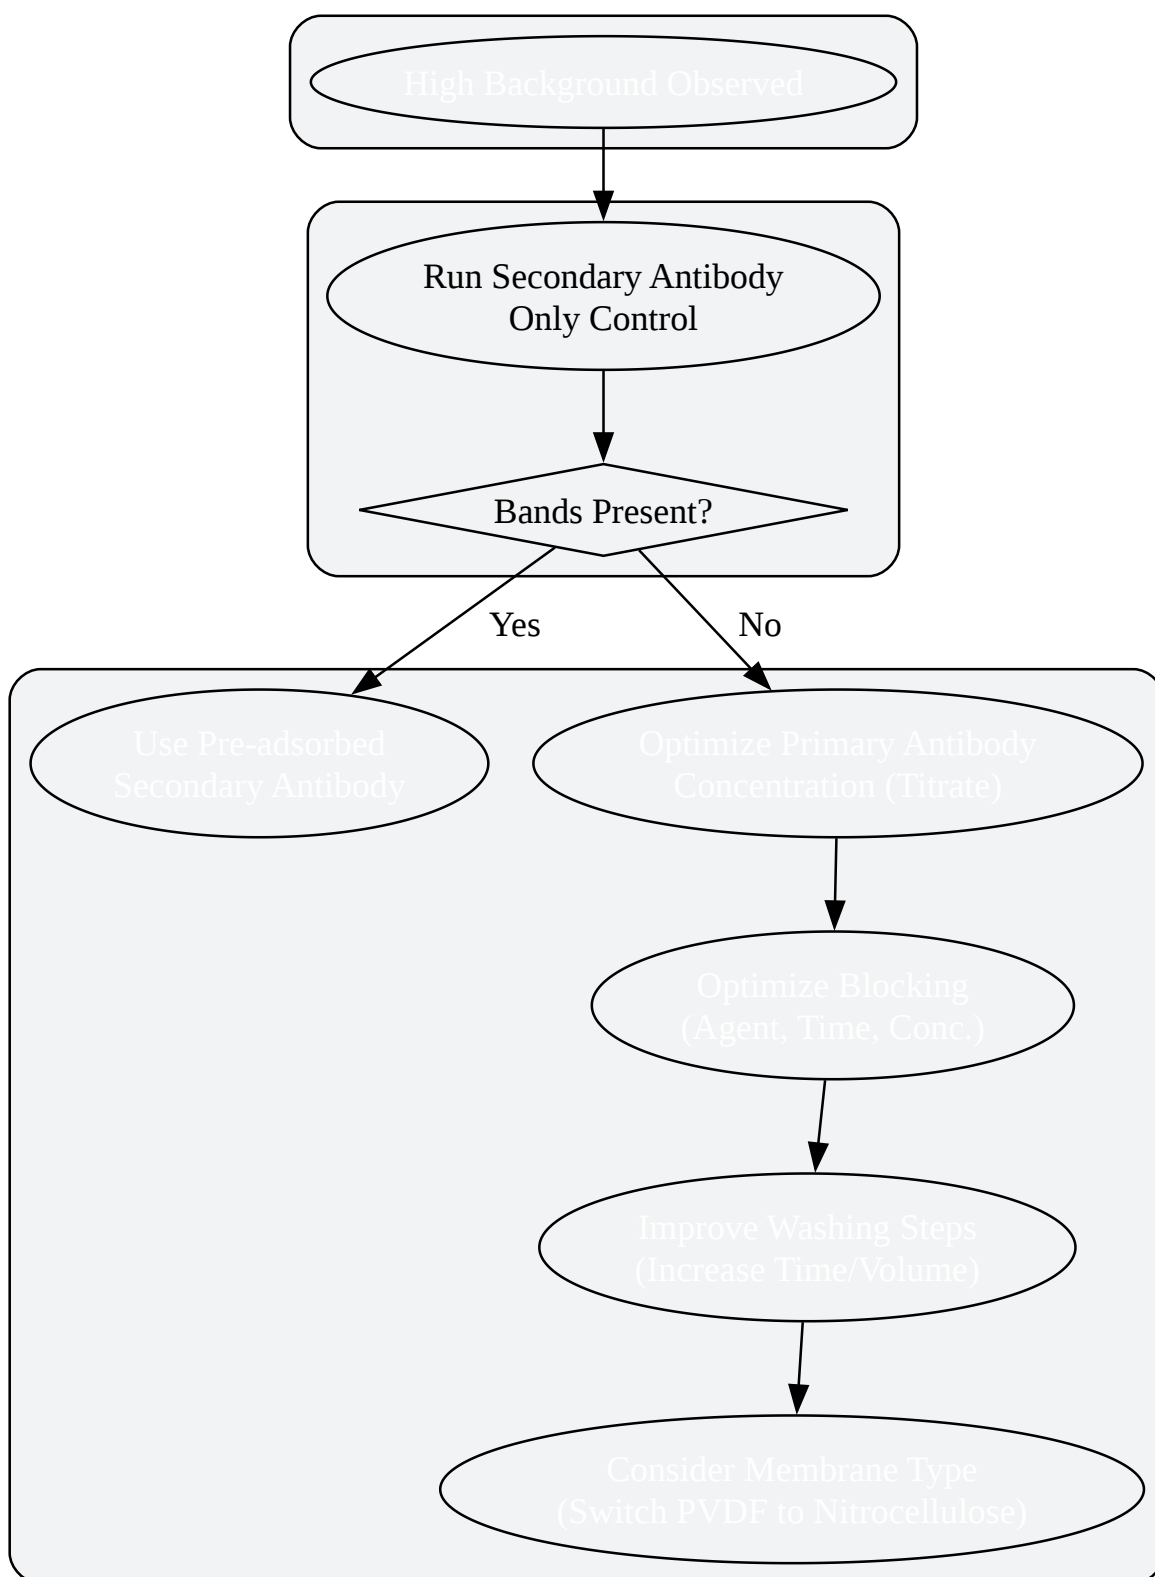 High Background Observed
Run Secondary Antibody
Only Control
Bands Present?
Yes
No
Use Pre-adsorbed
Secondary Antibody
Optimize Primary Antibody
Concentration (Titrate)
Optimize Blocking
(Agent, Time, Conc.)
Improve Washing Steps
(Increase Time/Volume)
Consider Membrane Type
(Switch PVDF to Nitrocellulose)